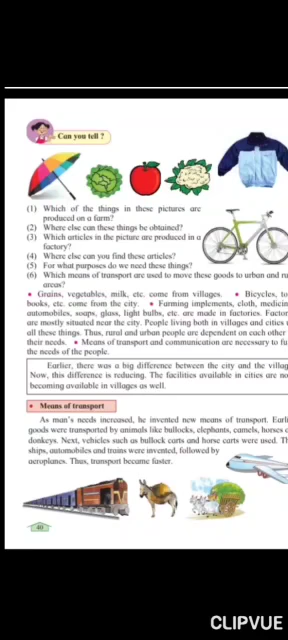 Can you tell ?
(1) Which of the things in these pictures are
produced on a farm?
(2) Where else can these things be obtained?
(3) Which articles in the picture are produced in a
factory?
(4) Where else can you find these articles?
(5) For what purposes do we need these things?
(6) Which means of transport are used to move these goods to urban and ru
areas?
• Grains, vegetables, milk, etc. come from villages. • Bicycles, to
books, etc. come from the city. • Farming implements, cloth, medicin
automobiles, soaps, glass, light bulbs, etc. are made in factories. Factor
are mostly situated near the city. People living both in villages and cities
all these things. Thus, rural and urban people are dependent on each other
their needs. • Means of transport and communication are necessary to fu
the needs of the people.
Earlier, there was a big difference between the city and the villag
Now, this difference is reducing. The facilities available in cities are no
becoming available in villages as well.
• Means of transport
As man's needs increased, he invented new means of transport. Earli
goods were transported by animals like bullocks, elephants, camels, horses
donkeys. Next, vehicles such as bullock carts and horse carts were used. Th
ships, automobiles and trains were invented, followed by
aeroplanes. Thus, transport became faster.
40
CLIPVUE